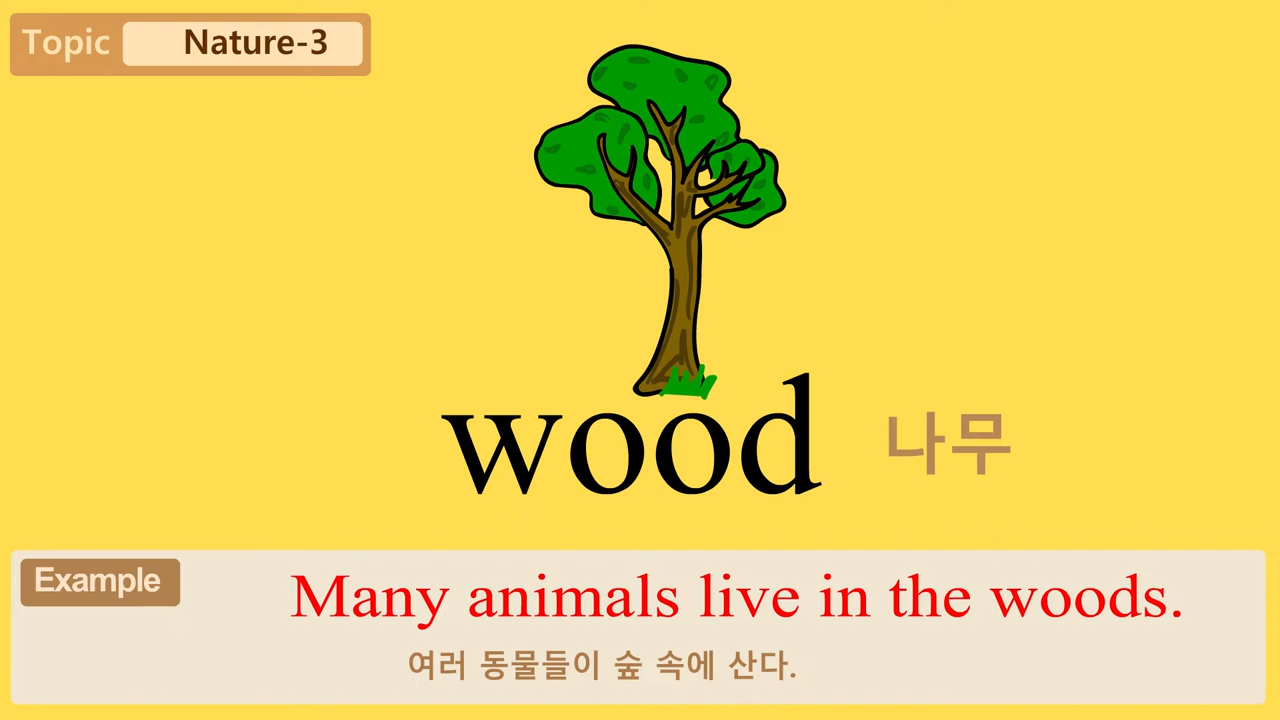 Topic Nature-3
wood 나무
Example
Many animals live in the woods.
여러 동물들이 숲 속에 산다.